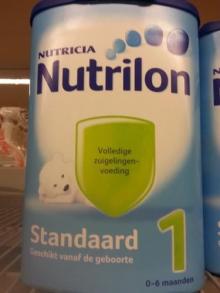 NUTRICIA
Nutrilon
Volledige
zuigelingen-
voeding
Standaard 1
Geschikt vanaf de geboorte
0-6 maanden